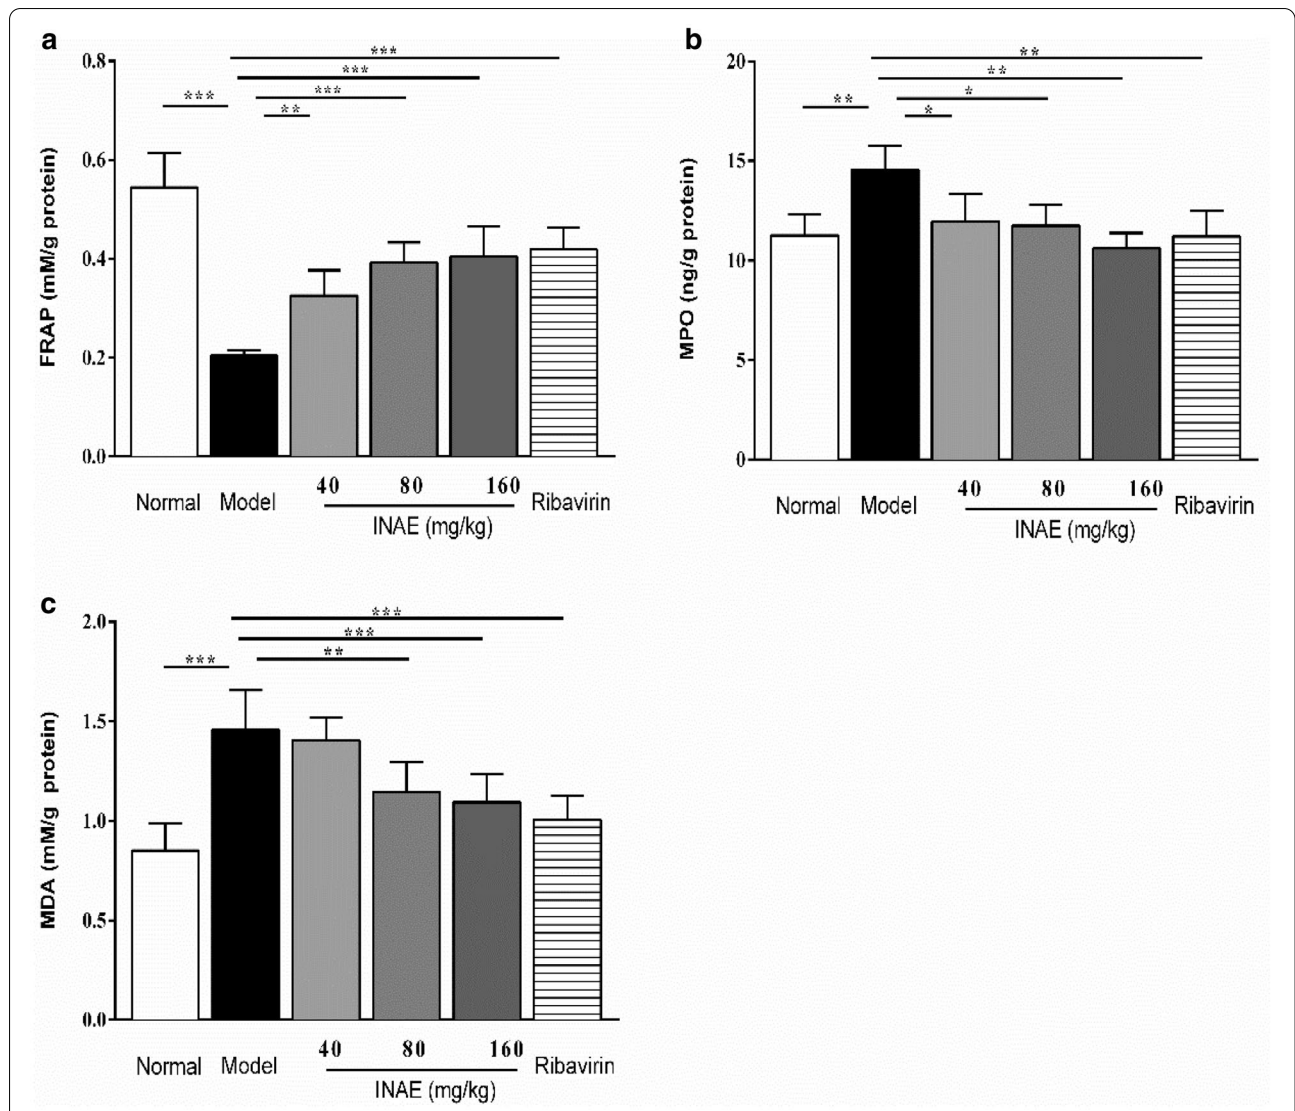 a
***
***
***
***
**
0.8
0.6
0.4
0.2
0.0
FRAP (mM/g protein)
Normal Model 40 80 160 Ribavirin
INAE (mg/kg)
b
**
**
**
*
*
20
15
10
5
0
MPO (ng/g protein)
Normal Model 40 80 160 Ribavirin
INAE (mg/kg)
c
***
***
**
***
2.0
1.5
1.0
0.5
0.0
MDA (mM/g protein)
Normal Model 40 80 160 Ribavirin
INAE (mg/kg)